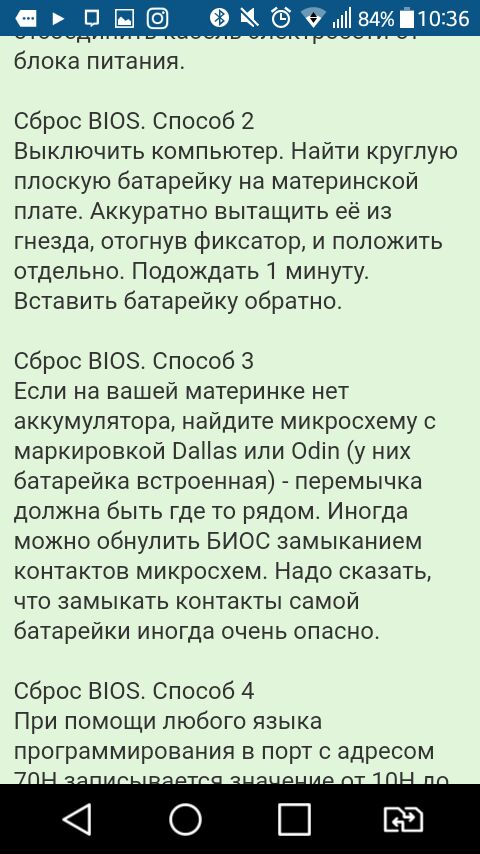 84% 10:36
блока питания.
Сброс BIOS. Способ 2
Выключить компьютер. Найти круглую
плоскую батарейку на материнской
плате. Аккуратно вытащить её из
гнезда, отогнув фиксатор, и положить
отдельно. Подождать 1 минуту.
Вставить батарейку обратно.
Сброс BIOS. Способ 3
Если на вашей материнке нет
аккумулятора, найдите микросхему с
маркировкой Dallas или Odin (у них
батарейка встроенная) - перемычка
должна быть где то рядом. Иногда
можно обнулить БИОС замыканием
контактов микросхем. Надо сказать,
что замыкать контакты самой
батарейки иногда очень опасно.
Сброс BIOS. Способ 4
При помощи любого языка
программирования в порт с адресом
70H записывается значение от 10H до